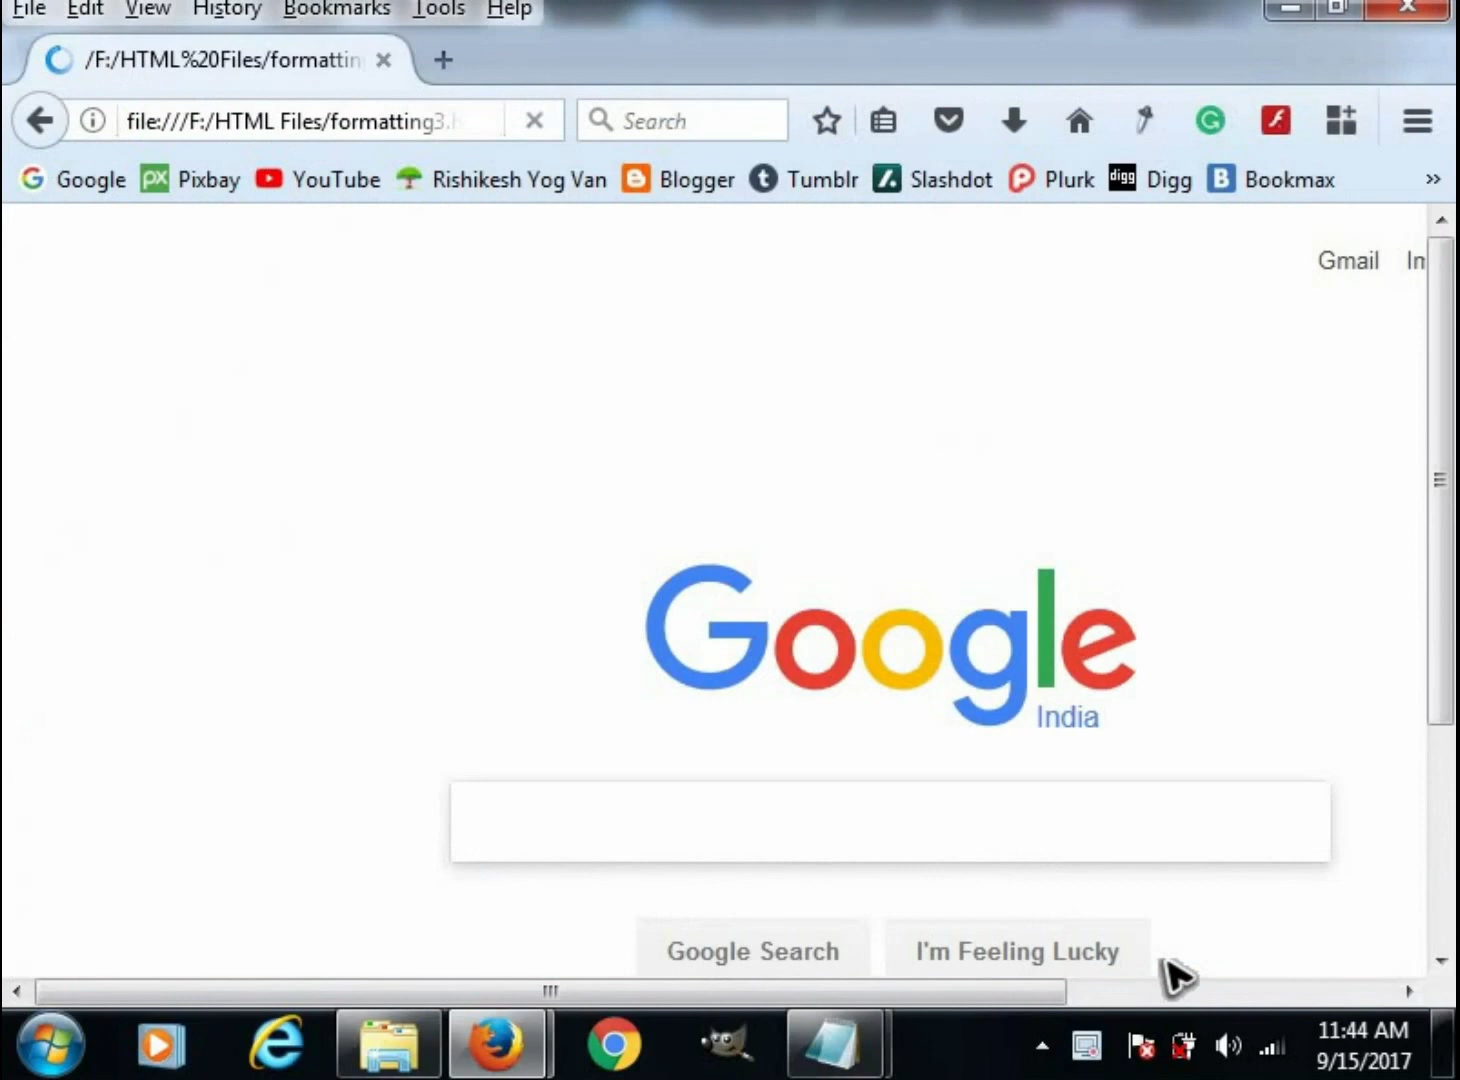 File Edit View History Bookmarks Tools Help
/F:/HTML%20Files/formattin
file:///F:/HTML Files/formatting3.h
Search
Google Pixbay YouTube Rishikesh Yog Van Blogger Tumblr Slashdot Plurk Digg Bookmax
Gmail
Google
India
Google Search I'm Feeling Lucky
11:44 AM
9/15/2017